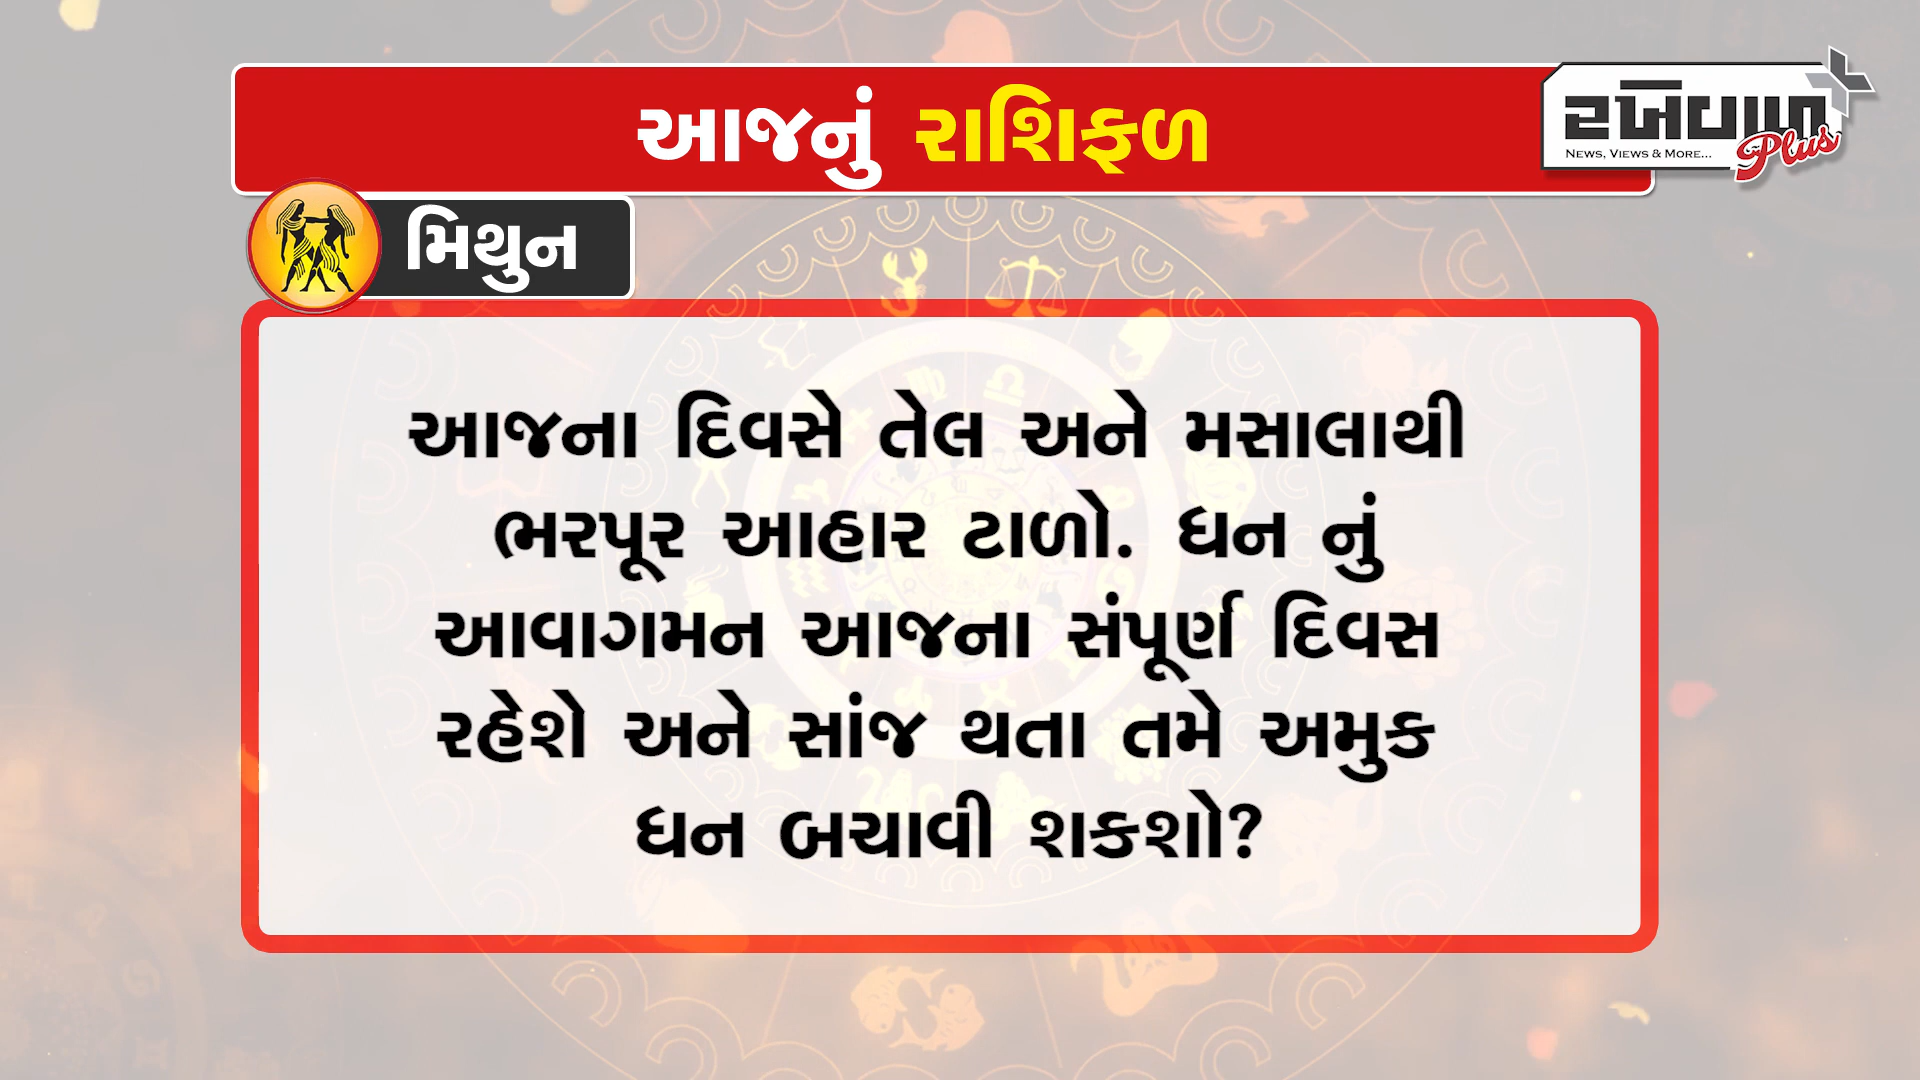 આજનું રાશિફળ
રખેવાળ
Plus
NEWS, VIEWS & MORE...
મિથુન
આજના દિવસે તેલ અને મસાલાથી
ભરપૂર આહાર ટાળો. ધન નું
આવાગમન આજના સંપૂર્ણ દિવસ
રહેશે અને સાંજ થતા તમે અમુક
ધન બચાવી શકશો?